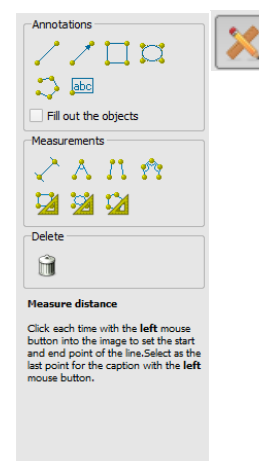 Annotations
abc
Fill out the objects
Measurements
Delete
Measure distance
Click each time with the left mouse
button into the image to set the start
and end point of the line.Select as the
last point for the caption with the left
mouse button.